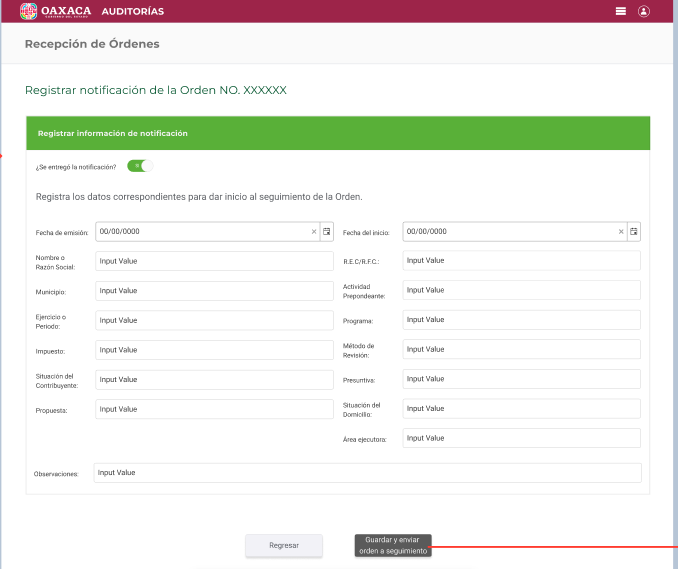 OAXACA AUDITORÍAS
GOBIERNO DEL ESTADO
Recepción de Órdenes
Registrar notificación de la Orden NO. XXXXXX
Registrar información de notificación
¿Se entregó la notificación?
Registra los datos correspondientes para dar inicio al seguimiento de la Orden.
Fecha de emisión: 00/00/0000
Fecha del inicio: 00/00/0000
Nombre o
Razón Social: Input Value
R.E.C/R.F.C.: Input Value
Municipio: Input Value
Actividad
Prepondeante: Input Value
Ejercicio o
Periodo: Input Value
Programa: Input Value
Impuesto: Input Value
Método de
Revisión: Input Value
Situación del
Contribuyente: Input Value
Presuntiva: Input Value
Propuesta: Input Value
Situación del
Domicilio: Input Value
Área ejecutora: Input Value
Observaciones: Input Value
Regresar
Guardar y enviar
orden a seguimiento